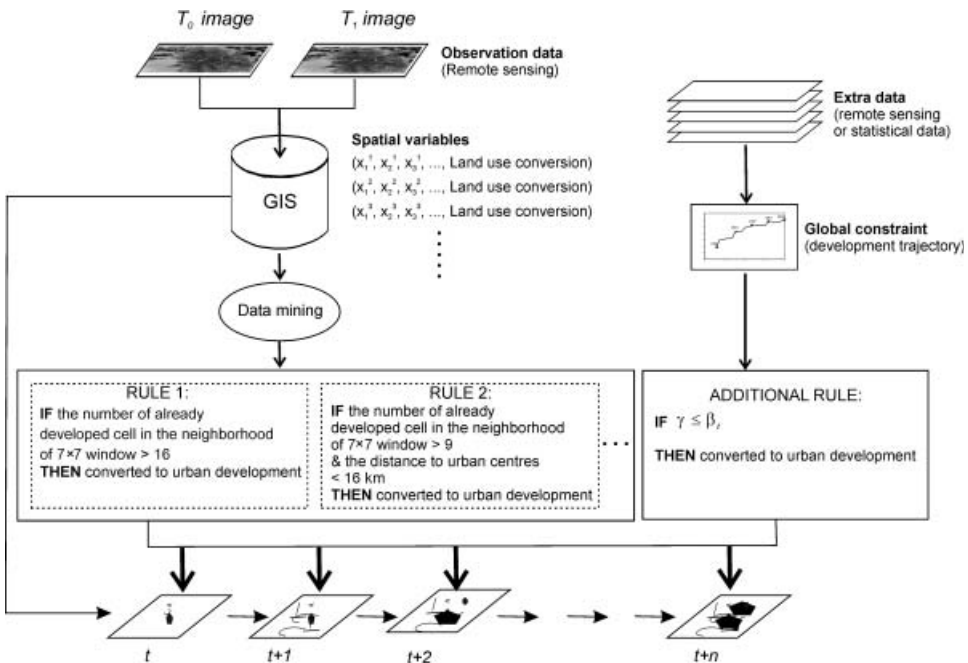 T₀ image
T₁ image
Observation data
(Remote sensing)
Spatial variables
(x₁¹, x₂¹, x₃¹, ..., Land use conversion)
(x₁², x₂², x₃², ..., Land use conversion)
(x₁³, x₂³, x₃³, ..., Land use conversion)
GIS
Data mining
Extra data
(remote sensing
or statistical data)
Global constraint
(development trajectory)
RULE 1:
IF the number of already
developed cell in the neighborhood
of 7×7 window > 16
THEN converted to urban development
RULE 2:
IF the number of already
developed cell in the neighborhood
of 7×7 window > 9
& the distance to urban centres
< 16 km
THEN converted to urban development
ADDITIONAL RULE:
IF γ ≤ βₜ
THEN converted to urban development
t
t+1
t+2
t+n